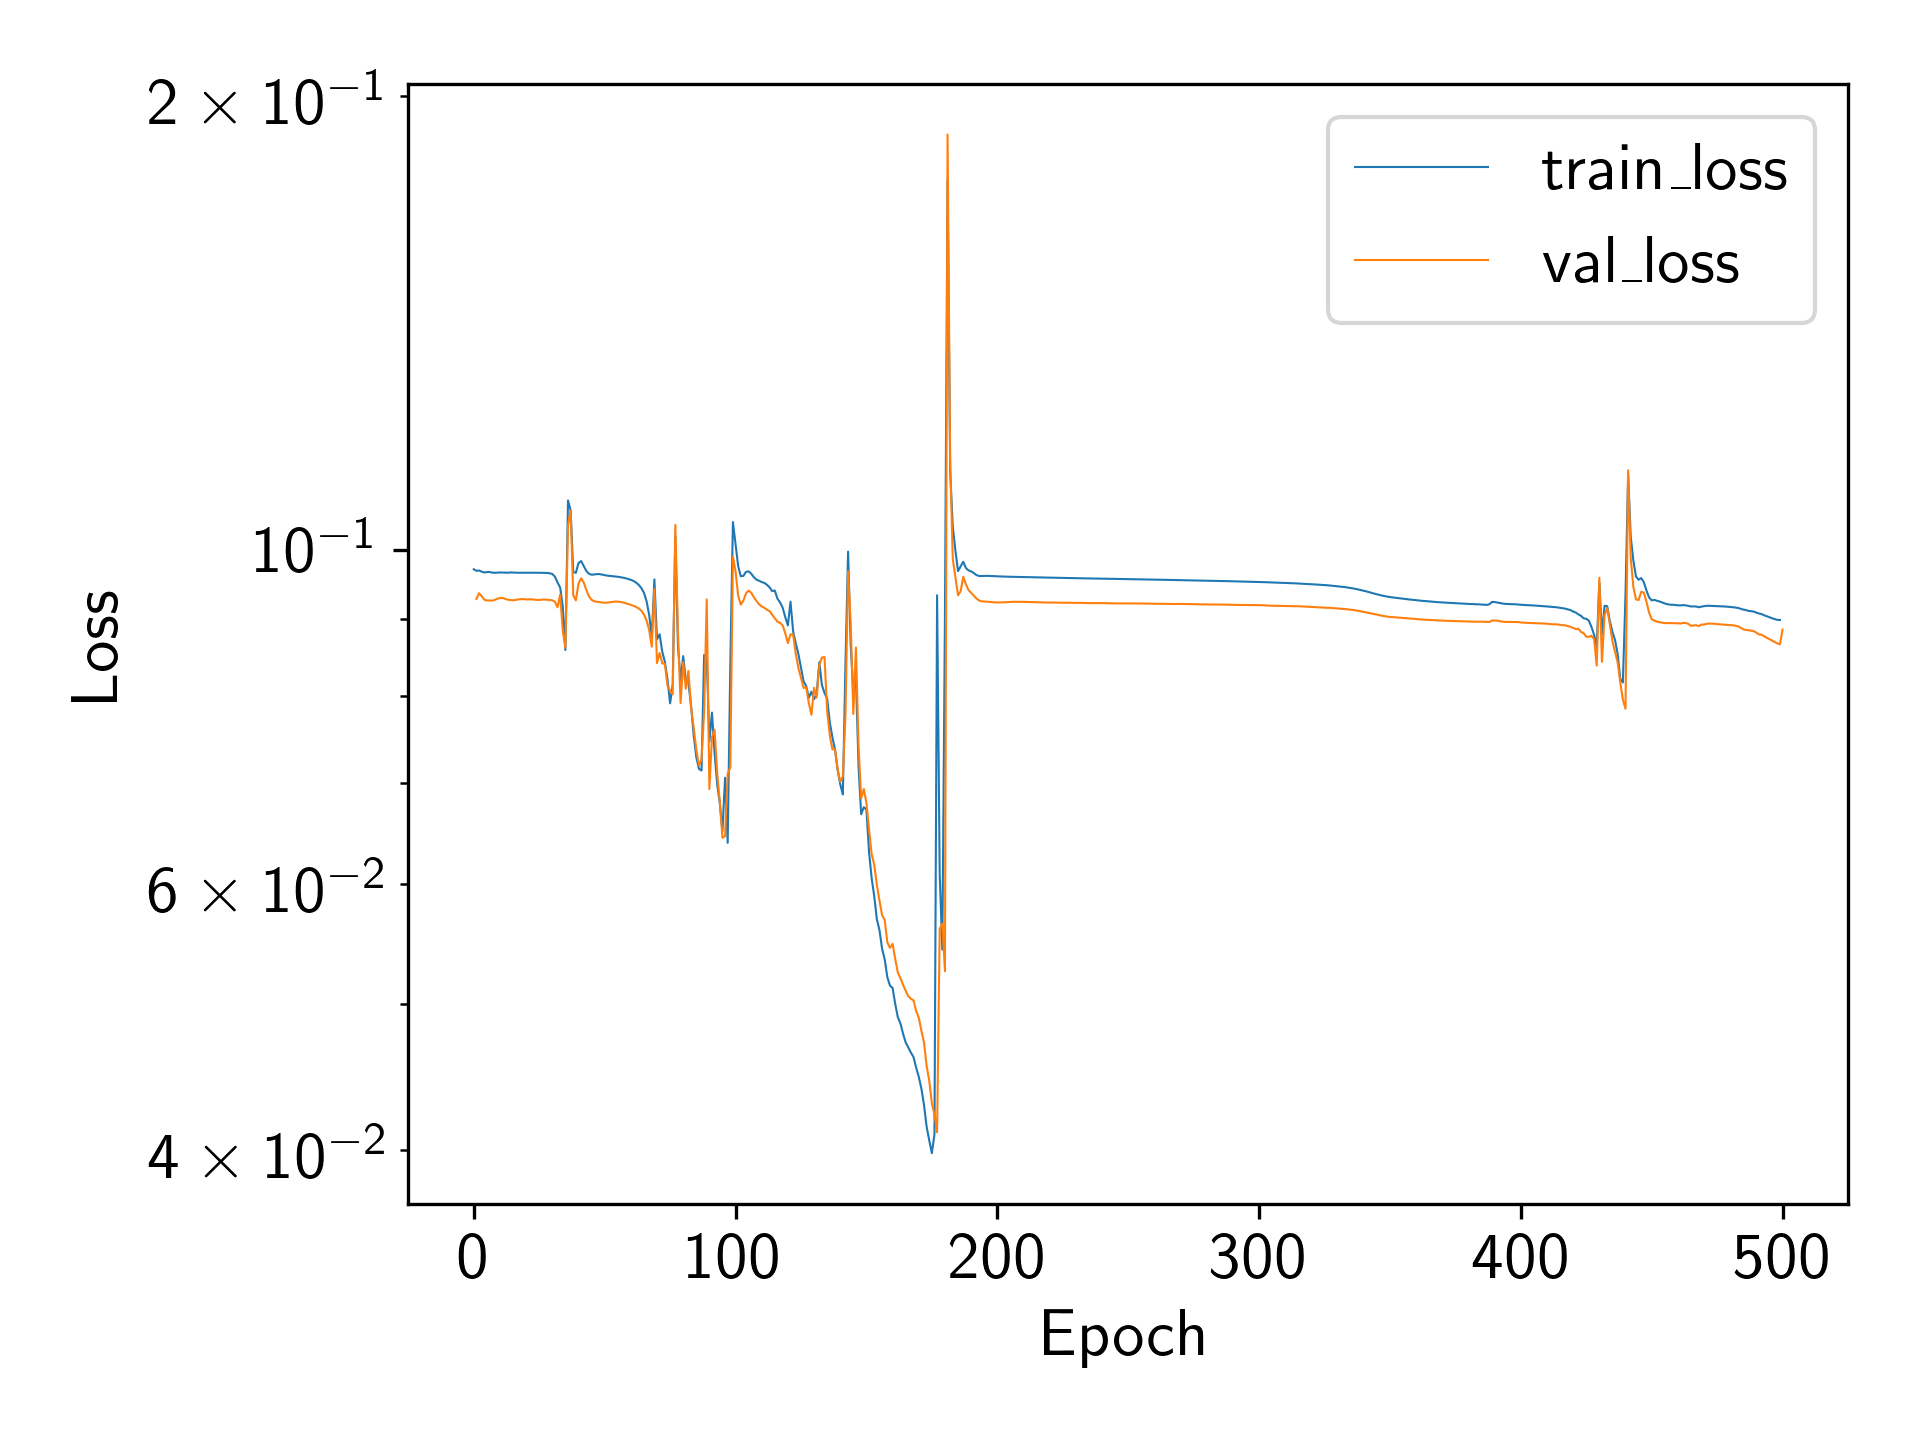 2 × 10⁻¹
10⁻¹
6 × 10⁻²
4 × 10⁻²
Loss
train_loss
val_loss
0 100 200 300 400 500
Epoch